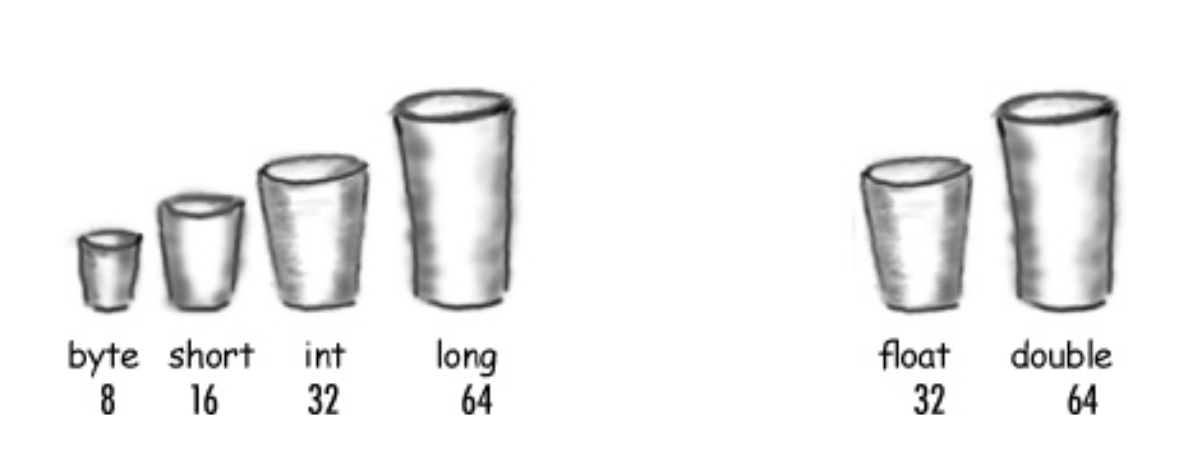 byte short int long float double
8 16 32 64 32 64